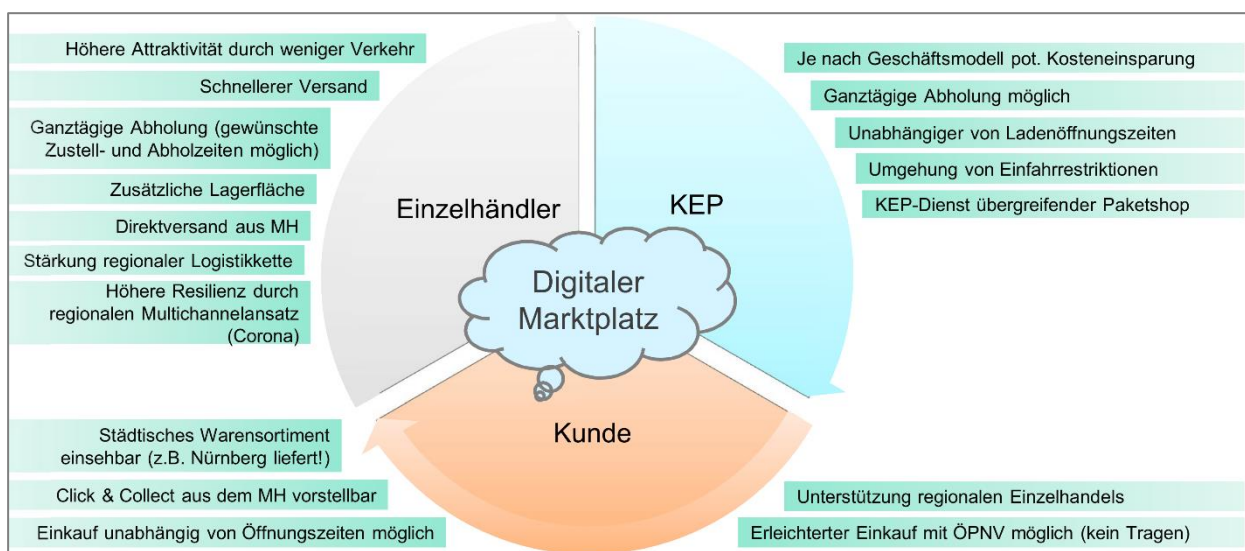 Höhere Attraktivität durch weniger Verkehr
Schnellerer Versand
Ganztägige Abholung (gewünschte
Zustell- und Abholzeiten möglich)
Zusätzliche Lagerfläche
Direktversand aus MH
Stärkung regionaler Logistikkette
Höhere Resilienz durch
regionalen Multichannelansatz
(Corona)
Einzelhändler
KEP
Je nach Geschäftsmodell pot. Kosteneinsparung
Ganztägige Abholung möglich
Unabhängiger von Ladenöffnungszeiten
Umgehung von Einfahrrestriktionen
KEP-Dienst übergreifender Paketshop
Digitaler
Marktplatz
Kunde
Städtisches Warensortiment
einsehbar (z.B. Nürnberg liefert!)
Click & Collect aus dem MH vorstellbar
Einkauf unabhängig von Öffnungszeiten möglich
Unterstützung regionalen Einzelhandels
Erleichterter Einkauf mit ÖPNV möglich (kein Tragen)